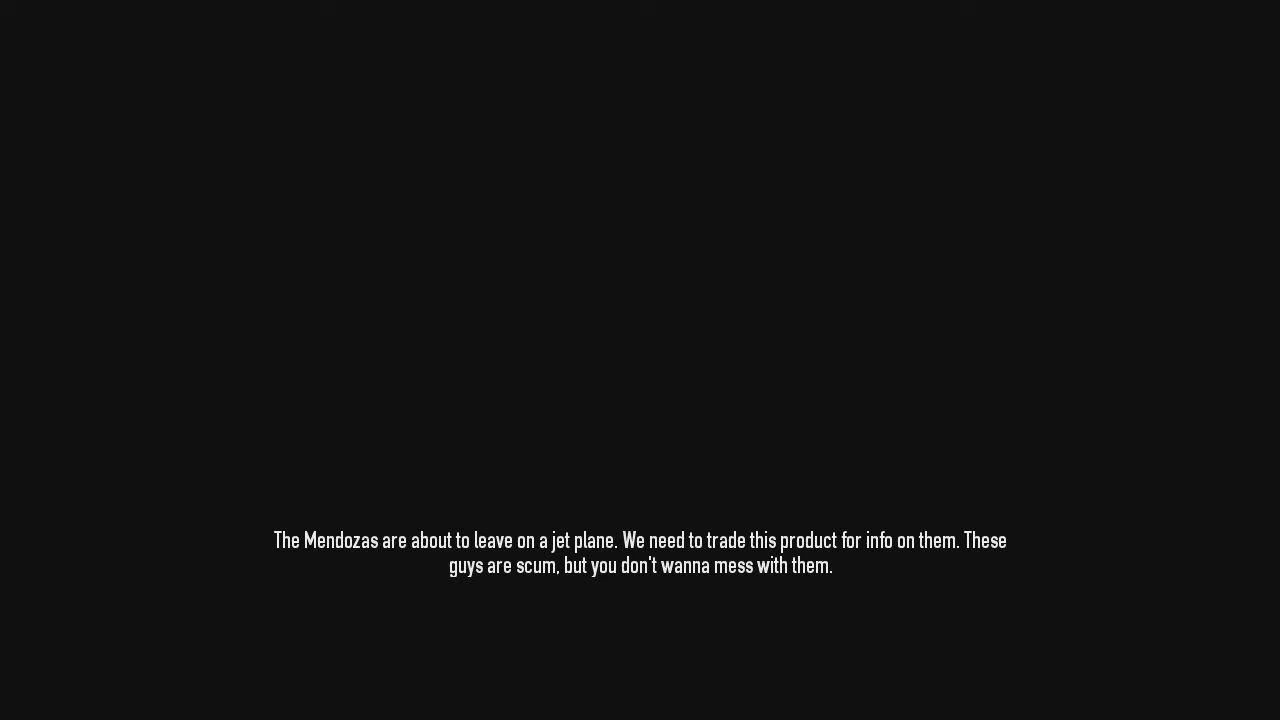 The Mendozas are about to leave on a jet plane. We need to trade this product for info on them. These
guys are scum, but you don't wanna mess with them.